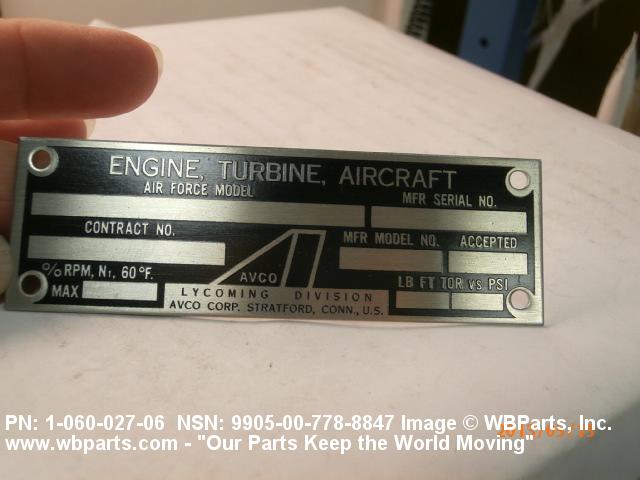 ENGINE, TURBINE, AIRCRAFT
AIR FORCE MODEL
MFR SERIAL NO.
CONTRACT NO.
MFR MODEL NO.
ACCEPTED
% RPM, N1, 60°F.
MAX
AVCO
LB FT TOR VS PSI
LYCOMING DIVISION
AVCO CORP. STRATFORD, CONN., U.S.
PN: 1-060-027-06 NSN: 9905-00-778-8847 Image © WBParts, Inc.
www.wbparts.com - "Our Parts Keep the World Moving"